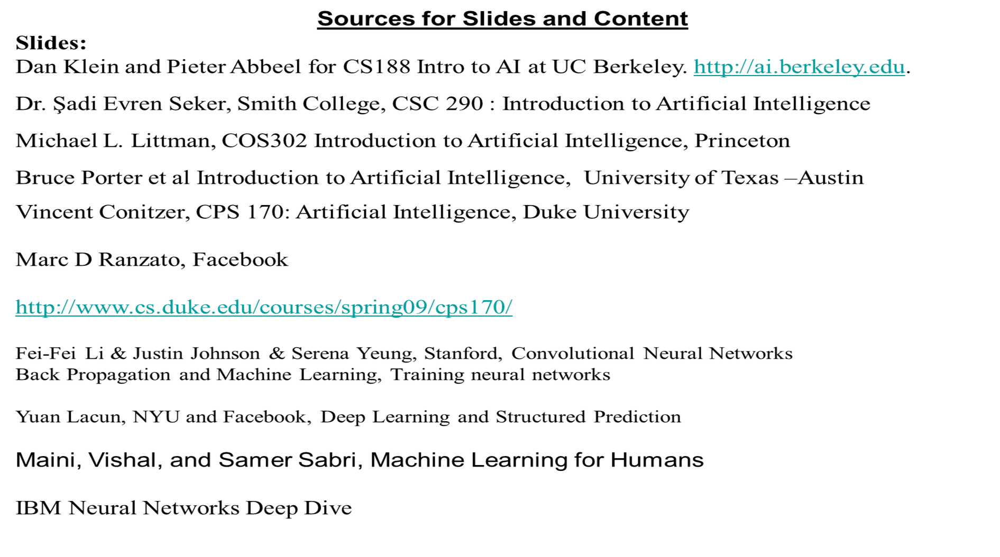 Sources for Slides and Content
Slides:
Dan Klein and Pieter Abbeel for CS188 Intro to AI at UC Berkeley. http://ai.berkeley.edu.
Dr. Şadi Evren Seker, Smith College, CSC 290 : Introduction to Artificial Intelligence
Michael L. Littman, COS302 Introduction to Artificial Intelligence, Princeton
Bruce Porter et al Introduction to Artificial Intelligence,  University of Texas –Austin
Vincent Conitzer, CPS 170: Artificial Intelligence, Duke University
Marc D Ranzato, Facebook
http://www.cs.duke.edu/courses/spring09/cps170/
Fei-Fei Li & Justin Johnson & Serena Yeung, Stanford, Convolutional Neural Networks
Back Propagation and Machine Learning, Training neural networks
Yuan Lacun, NYU and Facebook, Deep Learning and Structured Prediction
Maini, Vishal, and Samer Sabri, Machine Learning for Humans
IBM Neural Networks Deep Dive